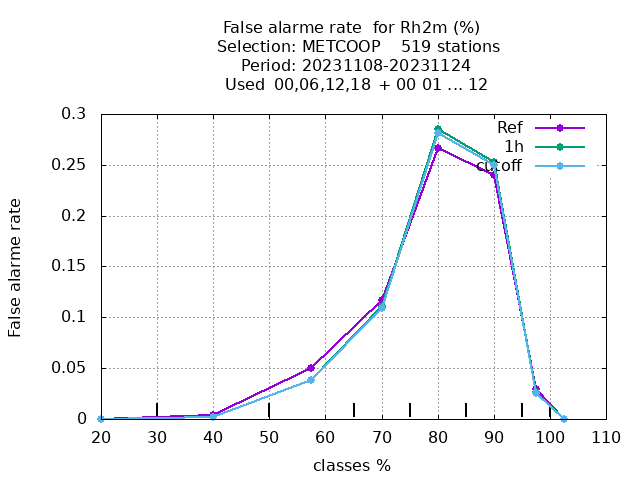 False alarme rate  for Rh2m (%)
Selection: METCOOP    519 stations
Period: 20231108-20231124
Used  00,06,12,18  + 00 01 ... 12
0.3
0.25
0.2
0.15
0.1
0.05
0
False alarme rate
Ref
1h
cutoff
20 30 40 50 60 70 80 90 100 110
classes %